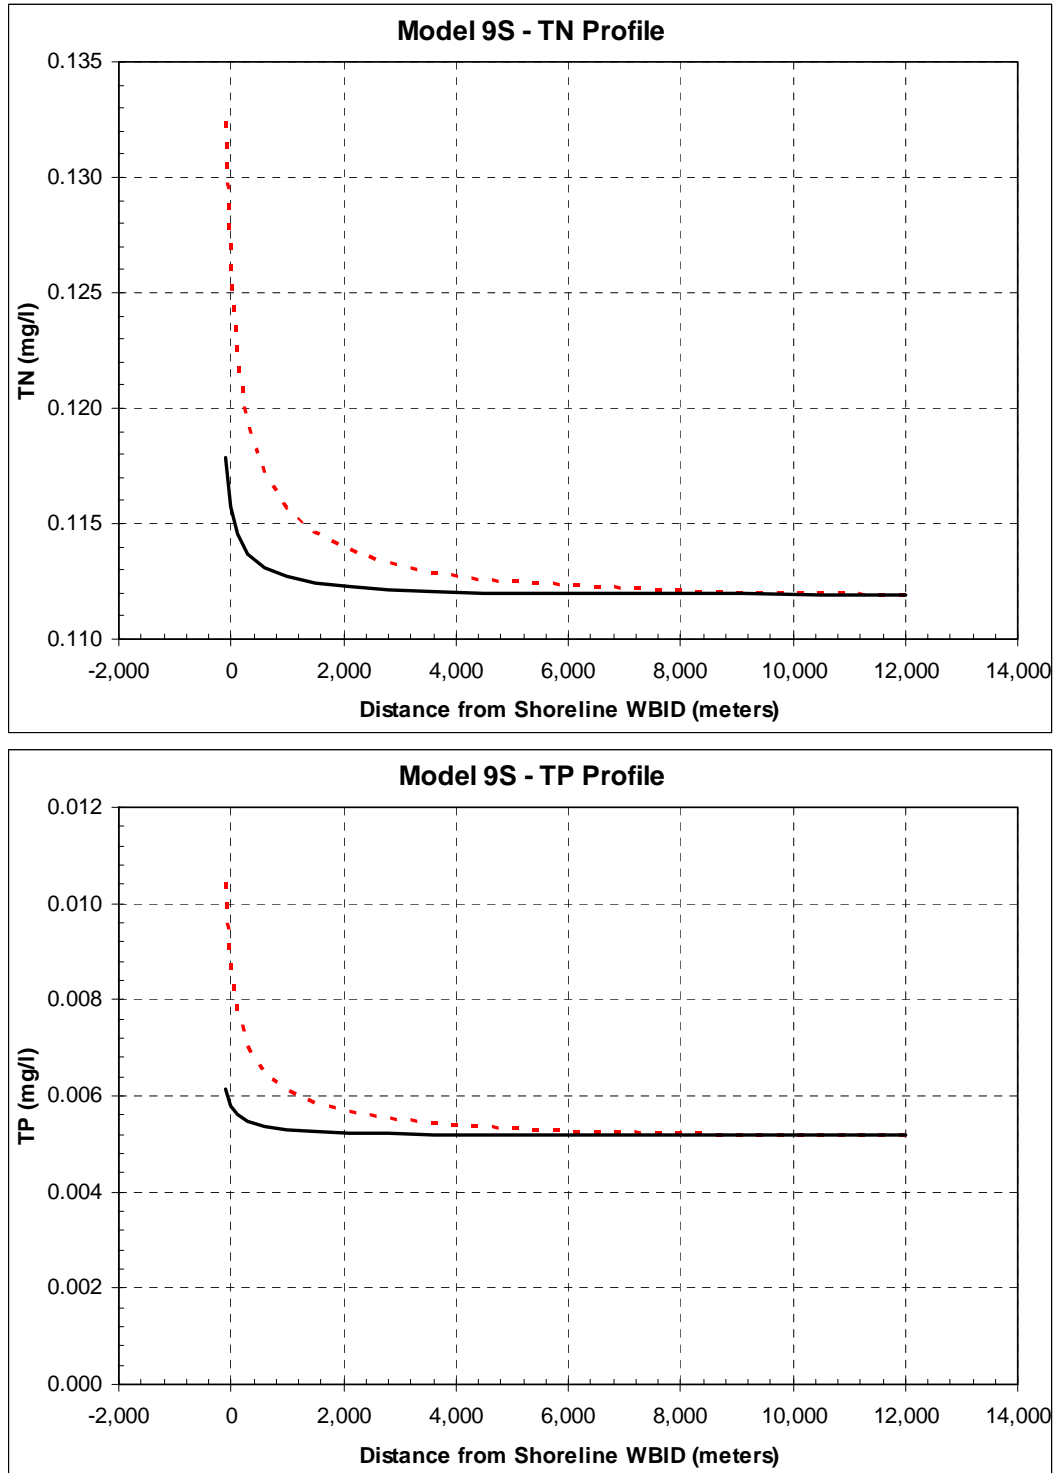 Model 9S - TN Profile
0.135
0.130
0.125
0.120
0.115
0.110
TN (mg/l)
-2,000 0 2,000 4,000 6,000 8,000 10,000 12,000 14,000
Distance from Shoreline WBID (meters)
Model 9S - TP Profile
0.012
0.010
0.008
0.006
0.004
0.002
0.000
TP (mg/l)
-2,000 0 2,000 4,000 6,000 8,000 10,000 12,000 14,000
Distance from Shoreline WBID (meters)